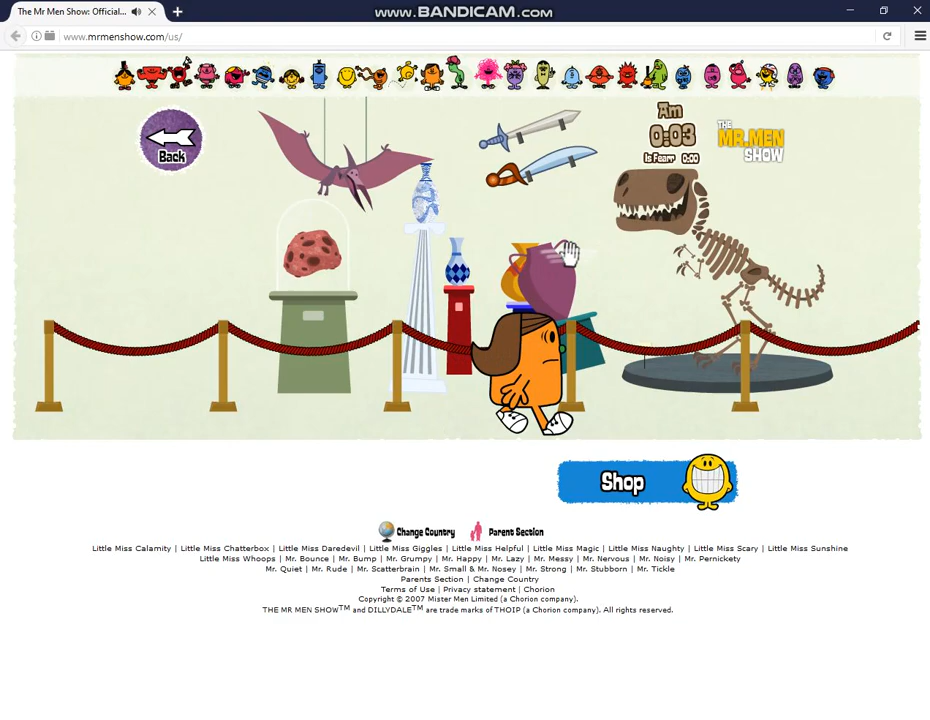 The Mr Men Show: Official...
www.BANDICAM.com
www.mrmenshow.com/us/
Back
Am
0:03
Is Fearr 0:00
THE
MR.MEN
SHOW
Shop
Change Country
Parent Section
Little Miss Calamity | Little Miss Chatterbox | Little Miss Daredevil | Little Miss Giggles | Little Miss Helpful | Little Miss Magic | Little Miss Naughty | Little Miss Scary | Little Miss Sunshine
Little Miss Whoops | Mr. Bounce | Mr. Bump | Mr. Grumpy | Mr. Happy | Mr. Lazy | Mr. Messy | Mr. Nervous | Mr. Noisy | Mr. Pernickety
Mr. Quiet | Mr. Rude | Mr. Scatterbrain | Mr. Small & Mr. Nosey | Mr. Strong | Mr. Stubborn | Mr. Tickle
Parents Section | Change Country
Terms of Use | Privacy statement | Chorion
Copyright © 2007 Mister Men Limited (a Chorion company).
THE MR MEN SHOW™ and DILLYDALE™ are trade marks of THOIP (a Chorion company). All rights reserved.